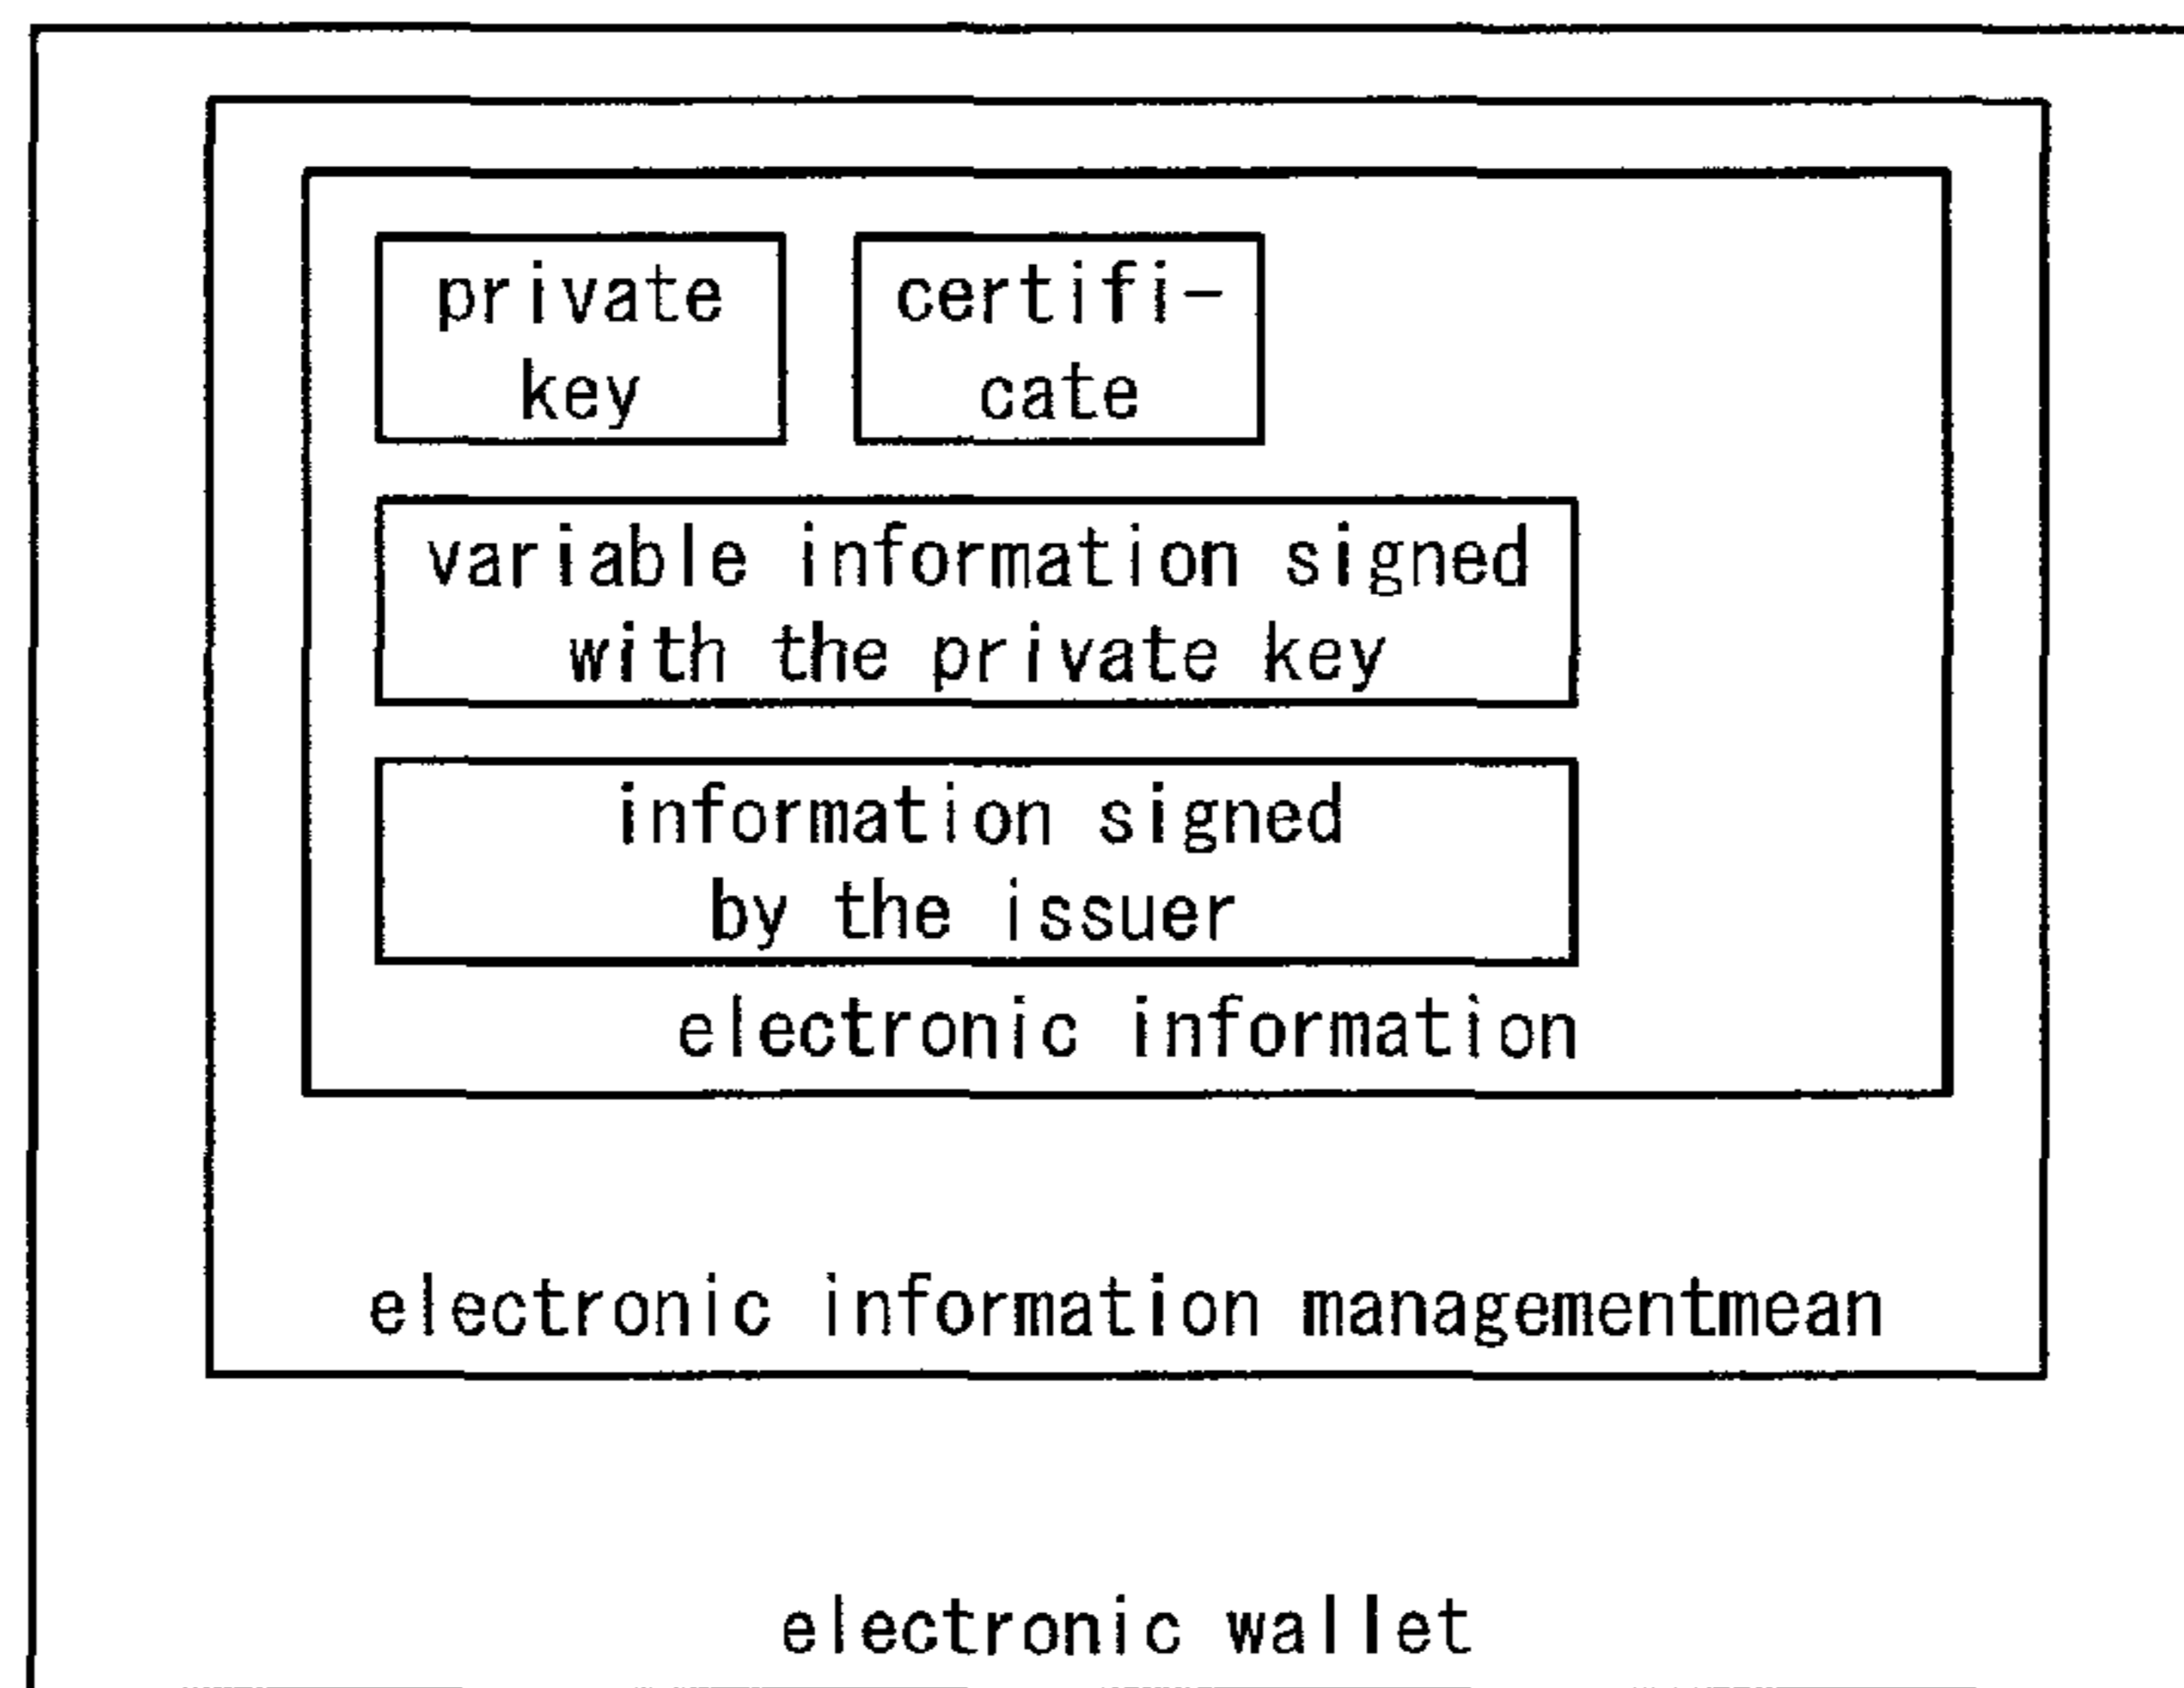 private
key
certifi-
cate
variable information signed
with the private key
information signed
by the issuer
electronic information
electronic information managementmean
electronic wallet